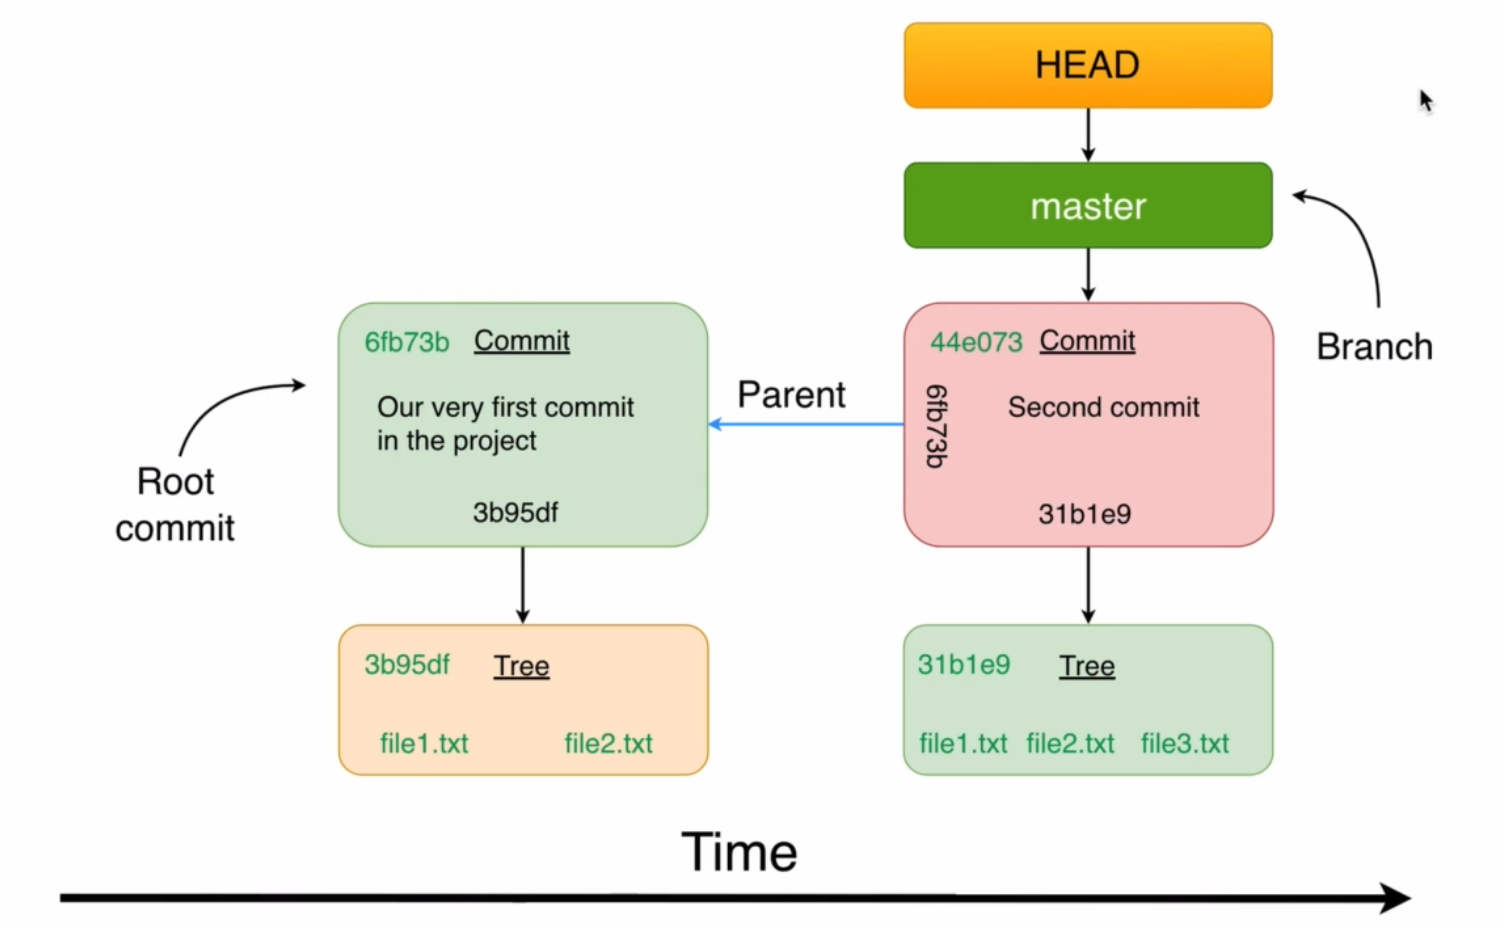 HEAD
master
Branch
6fb73b Commit
Our very first commit
in the project
3b95df
Root
commit
Parent
44e073 Commit
6fb73b
Second commit
31b1e9
3b95df Tree
file1.txt file2.txt
31b1e9 Tree
file1.txt file2.txt file3.txt
Time